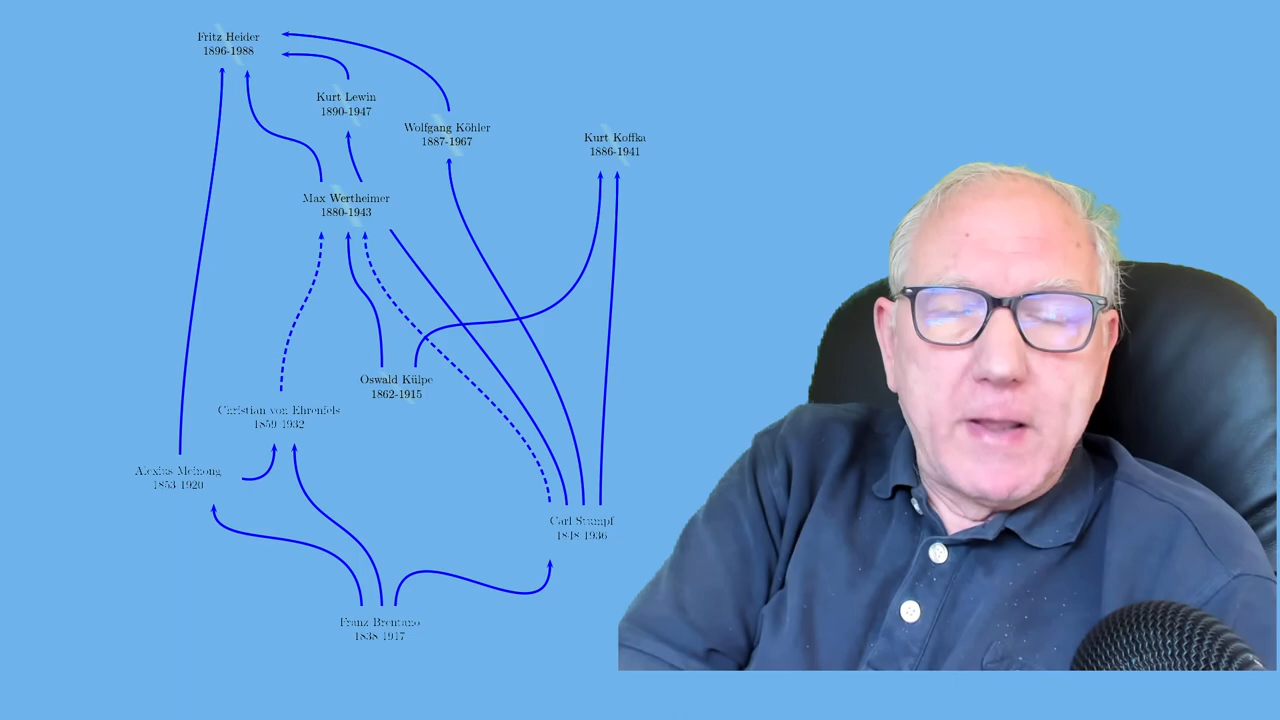 Fritz Heider
1896-1988
Kurt Lewin
1890-1947
Wolfgang Köhler
1887-1967
Kurt Koffka
1886-1941
Max Wertheimer
1880-1943
Oswald Külpe
1862-1915
Christian von Ehrenfels
1859 1932
Alexius Meinong
1853 1920
Carl Stumpf
1848 1936
Franz Brentano
1838 1917